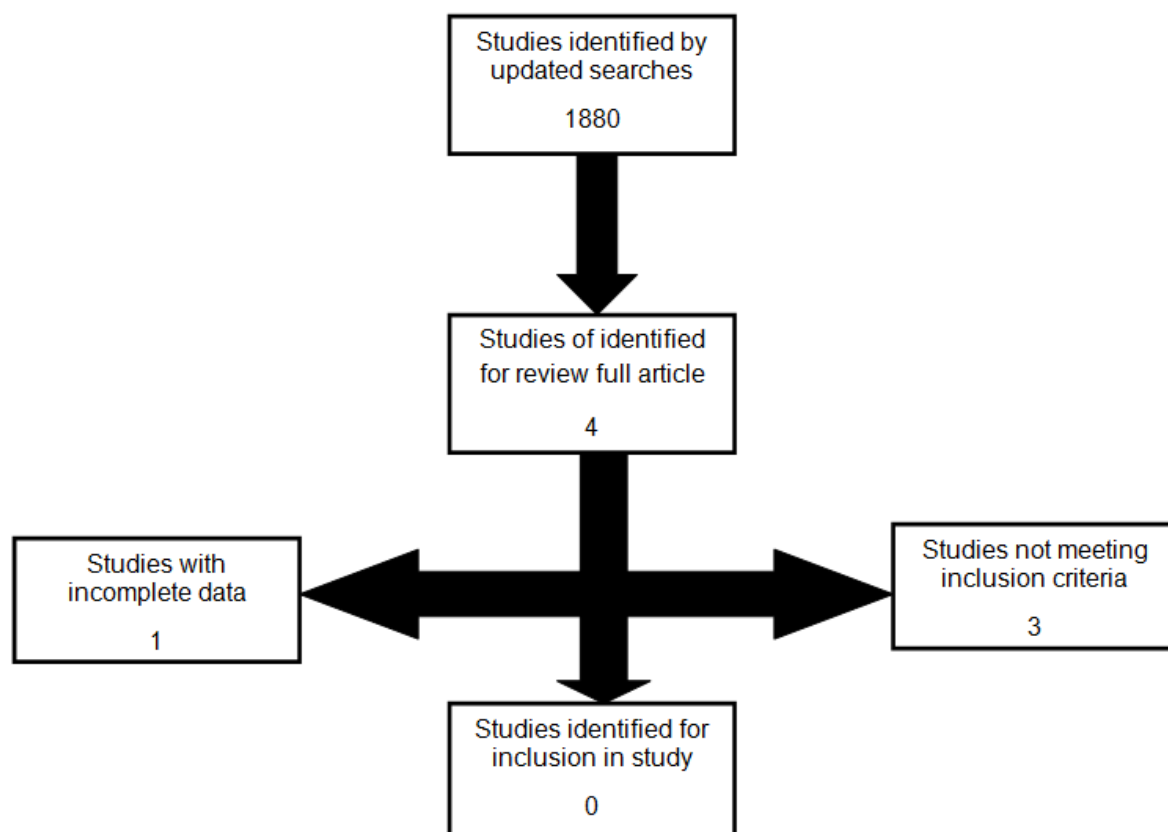 Studies identified by
updated searches
1880
Studies of identified
for review full article
4
Studies with
incomplete data
1
Studies not meeting
inclusion criteria
3
Studies identified for
inclusion in study
0